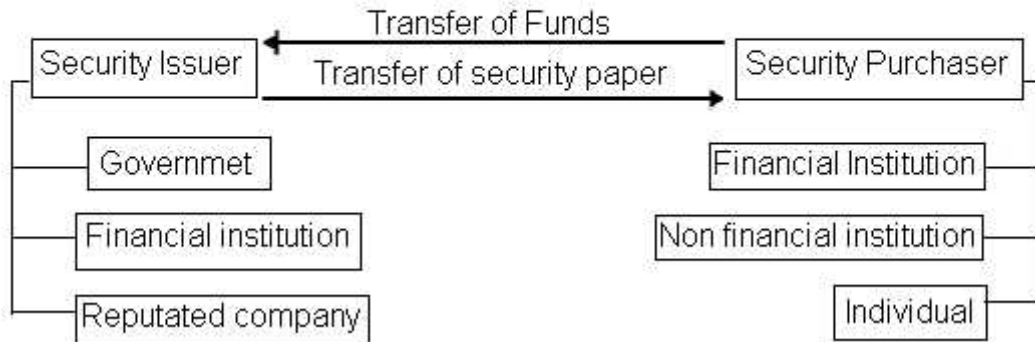 Transfer of Funds
Security Issuer
Security Purchaser
Transfer of security paper
Governmet
Financial Institution
Financial institution
Non financial institution
Reputated company
Individual